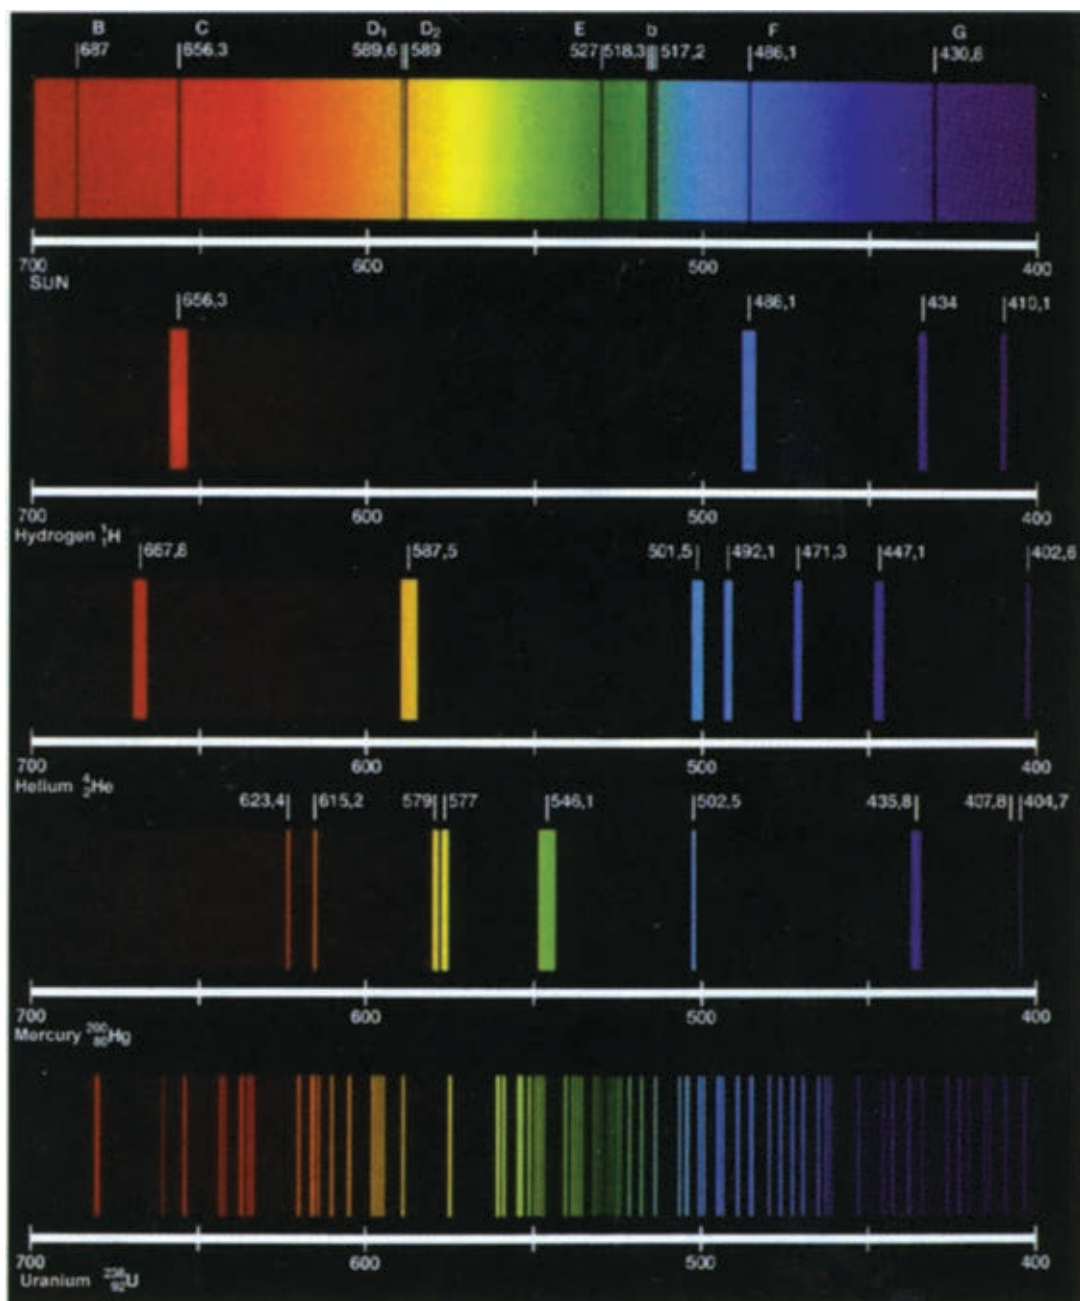 B C D₁ D₂ E b F G
687 656,3 589,6 589 527 518,3 517,2 486,1 430,8
700 600 500 400
SUN
656,3 486,1 434 410,1
700 600 500 400
Hydrogen ¹₁H
667,8 587,5 501,5 492,1 471,3 447,1 402,6
700 600 500 400
Helium ⁴₂He
623,4 615,2 579 577 546,1 502,5 435,8 407,8 404,7
700 600 500 400
Mercury ²⁰⁰₈₀Hg
700 600 500 400
Uranium ²³⁸₉₂U